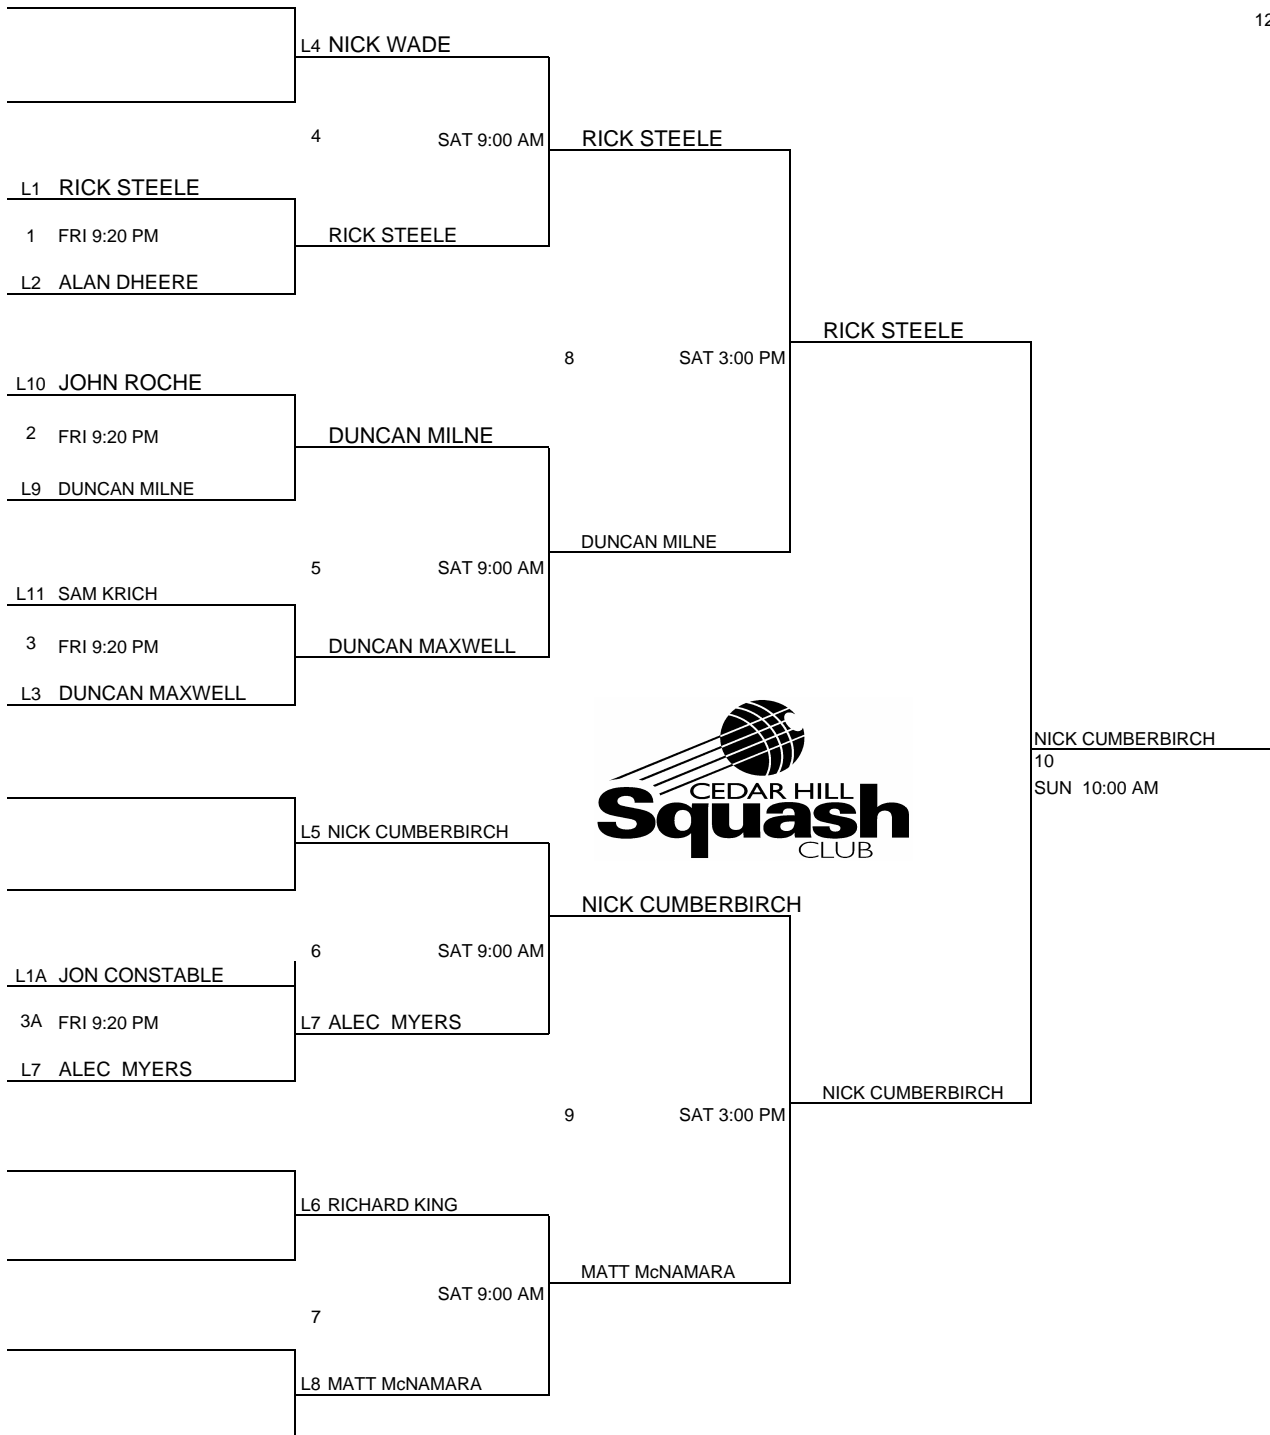 12
L4 NICK WADE
4 SAT 9:00 AM RICK STEELE
L1 RICK STEELE
1 FRI 9:20 PM RICK STEELE
L2 ALAN DHEERE
RICK STEELE
8 SAT 3:00 PM
L10 JOHN ROCHE
2 FRI 9:20 PM DUNCAN MILNE
L9 DUNCAN MILNE
DUNCAN MILNE
5 SAT 9:00 AM
L11 SAM KRICH
3 FRI 9:20 PM DUNCAN MAXWELL
L3 DUNCAN MAXWELL
NICK CUMBERBIRCH
10
SUN 10:00 AM
CEDAR HILL
Squash
CLUB
L5 NICK CUMBERBIRCH
NICK CUMBERBIRCH
6 SAT 9:00 AM
L1A JON CONSTABLE
3A FRI 9:20 PM L7 ALEC MYERS
L7 ALEC MYERS
NICK CUMBERBIRCH
9 SAT 3:00 PM
L6 RICHARD KING
MATT McNAMARA
SAT 9:00 AM
7
L8 MATT McNAMARA